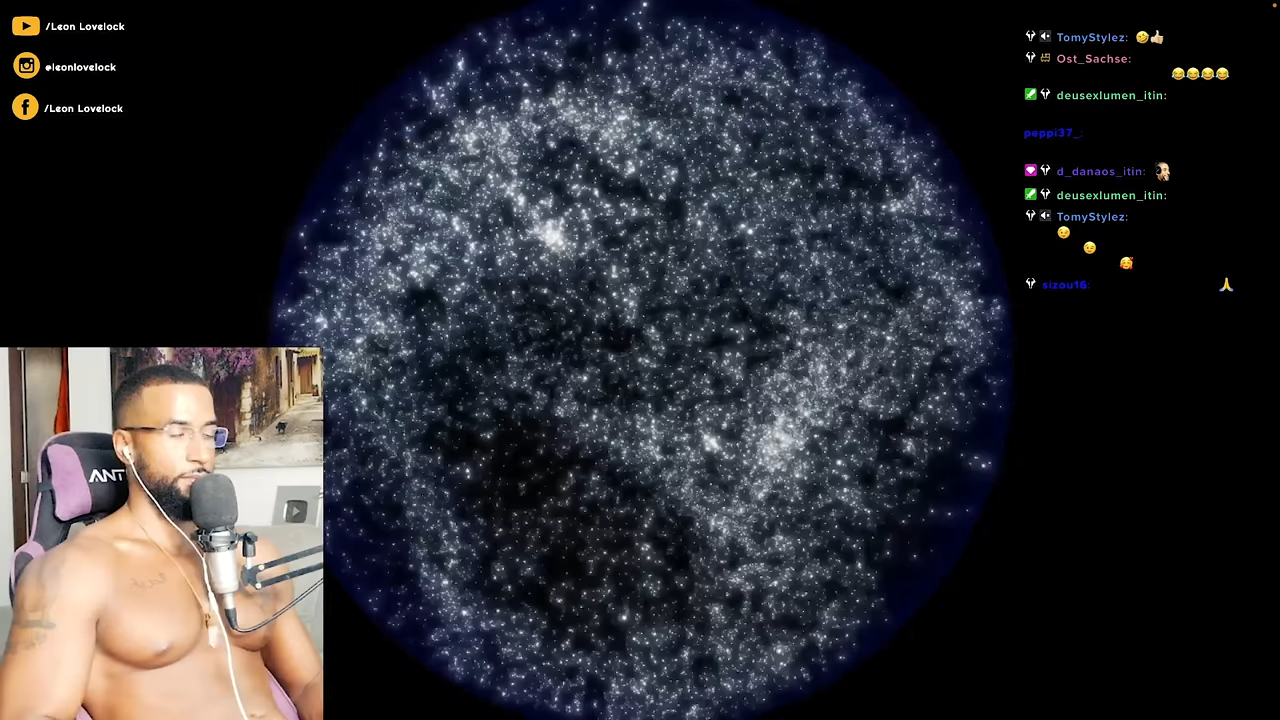 /Leon Lovelock
@leonlovelock
/Leon Lovelock
TomyStylez: 🤣👍
Ost_Sachse:
😂😂😂😂
deusexlumen_itin:
peppi37_:
d_danaos_itin:
deusexlumen_itin:
TomyStylez:
😉
😉
🥰
sizou16: 🙏
ANT